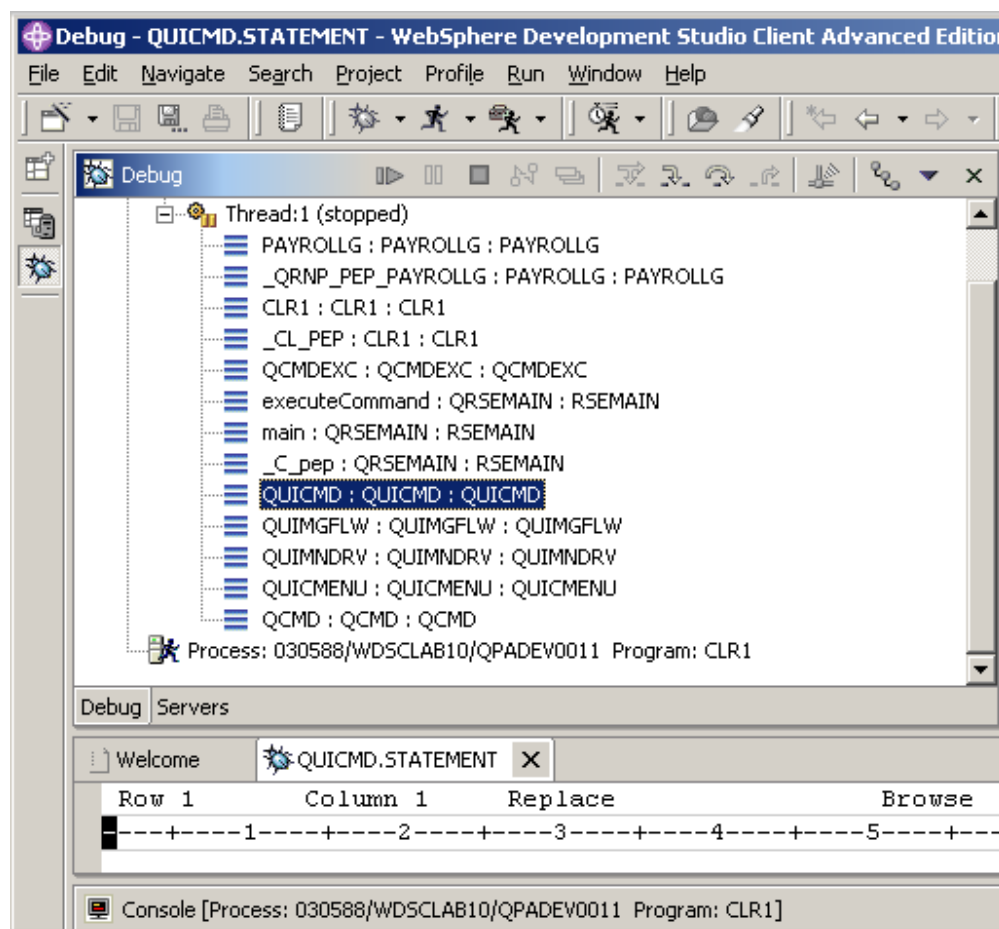 Debug - QUICMD.STATEMENT - WebSphere Development Studio Client Advanced Editio
File Edit Navigate Search Project Profile Run Window Help
Debug
Thread:1 (stopped)
PAYROLLG : PAYROLLG : PAYROLLG
_QRNP_PEP_PAYROLLG : PAYROLLG : PAYROLLG
CLR1 : CLR1 : CLR1
_CL_PEP : CLR1 : CLR1
QCMDEXC : QCMDEXC : QCMDEXC
executeCommand : QRSEMAIN : RSEMAIN
main : QRSEMAIN : RSEMAIN
_C_pep : QRSEMAIN : RSEMAIN
QUICMD : QUICMD : QUICMD
QUIMGFLW : QUIMGFLW : QUIMGFLW
QUIMNDRV : QUIMNDRV : QUIMNDRV
QUICMENU : QUICMENU : QUICMENU
QCMD : QCMD : QCMD
Process: 030588/WDSCLAB10/QPADEV0011 Program: CLR1
Debug Servers
Welcome QUICMD.STATEMENT
Row 1 Column 1 Replace Browse
----+----1----+----2----+----3----+----4----+----5----+---
Console [Process: 030588/WDSCLAB10/QPADEV0011 Program: CLR1]